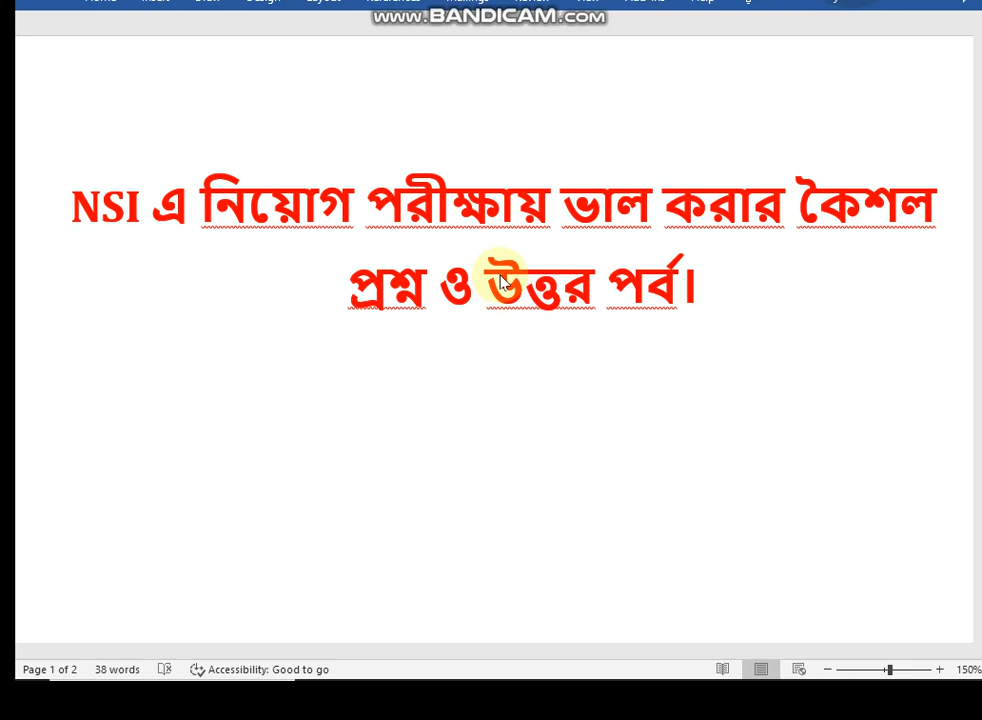 www.BANDICAM.com
NSI এ নিয়োগ পরীক্ষায় ভাল করার কৈশল
প্রশ্ন ও উত্তর পর্ব।
Page 1 of 2 38 words Accessibility: Good to go 150%